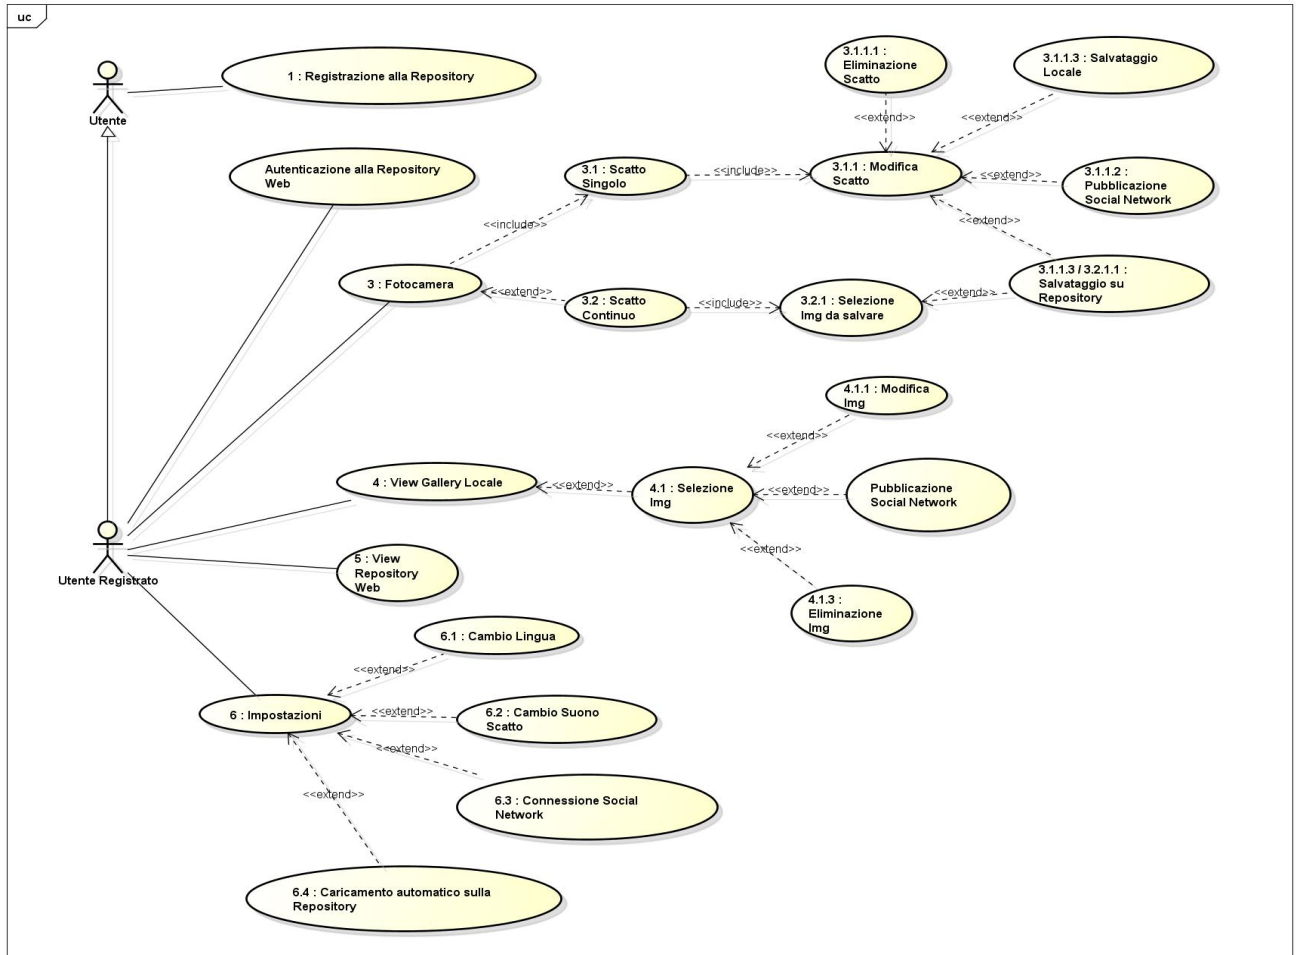 uc
1 : Registrazione alla Repository
Utente
Autenticazione alla Repository
Web
3.1.1.1 :
Eliminazione
Scatto
3.1.1.3 : Salvataggio
Locale
<<extend>>
<<extend>>
3.1 : Scatto
Singolo
<<include>>
3.1.1 : Modifica
Scatto
<<extend>>
3.1.1.2 :
Pubblicazione
Social Network
<<include>>
<<extend>>
3 : Fotocamera
<<extend>>
3.2 : Scatto
Continuo
<<include>>
3.2.1 : Selezione
Img da salvare
<<extend>>
3.1.1.3 / 3.2.1.1 :
Salvataggio su
Repository
4.1.1 : Modifica
Img
<<extend>>
4 : View Gallery Locale
<<extend>>
4.1 : Selezione
Img
<<extend>>
Pubblicazione
Social Network
<<extend>>
4.1.3 :
Eliminazione
Img
Utente Registrato
5 : View
Repository
Web
6.1 : Cambio Lingua
<<extend>>
6 : Impostazioni
<<extend>>
6.2 : Cambio Suono
Scatto
<<extend>>
6.3 : Connessione Social
Network
<<extend>>
6.4 : Caricamento automatico sulla
Repository